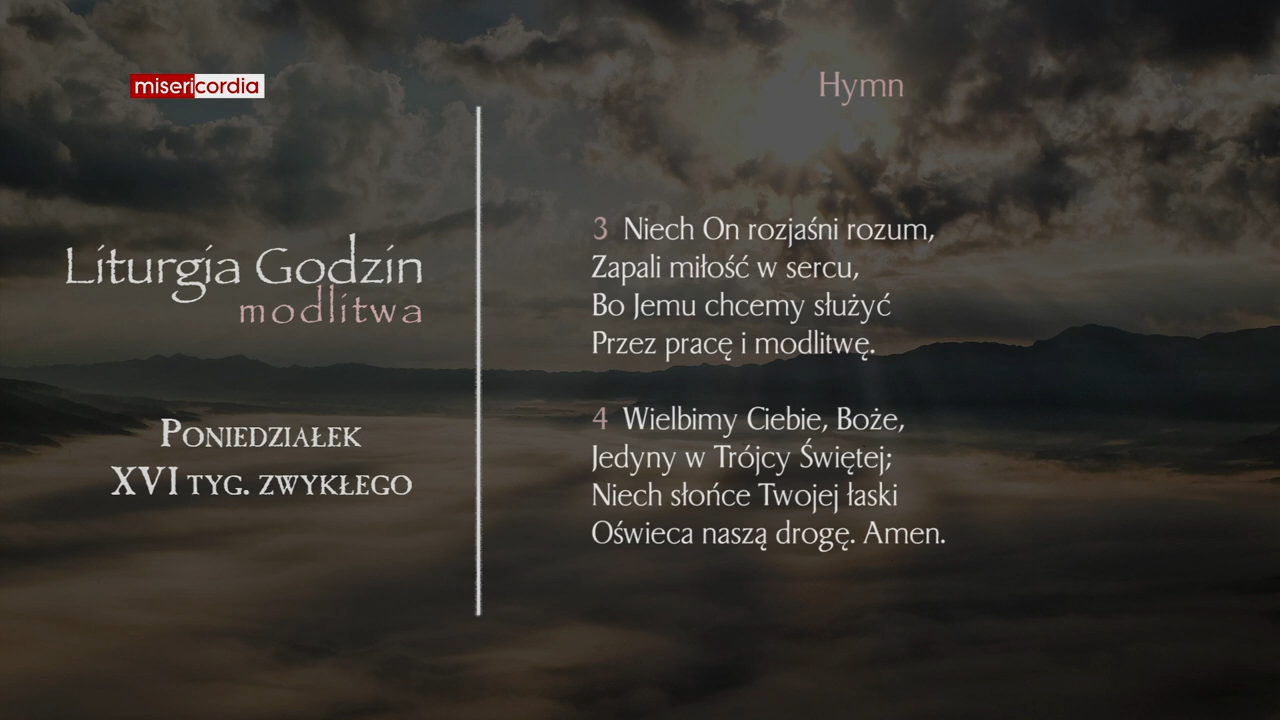 misericordia
Liturgia Godzin
modlitwa
Poniedziałek
XVI tyg. zwykłego
Hymn
3 Niech On rozjaśni rozum,
Zapali miłość w sercu,
Bo Jemu chcemy służyć
Przez pracę i modlitwę.
4 Wielbimy Ciebie, Boże,
Jedyny w Trójcy Świętej;
Niech słońce Twojej łaski
Oświeca naszą drogę. Amen.